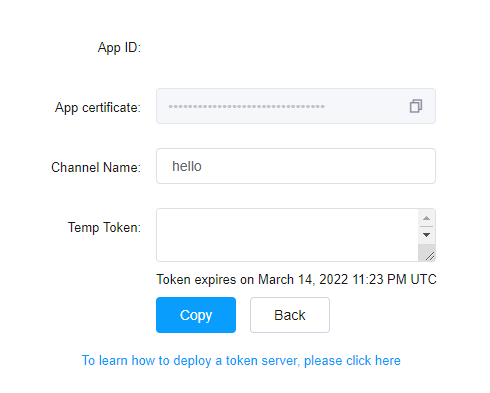 App ID:
App certificate: ••••••••••••••••••••••••••••••••
Channel Name: hello
Temp Token:
Token expires on March 14, 2022 11:23 PM UTC
Copy Back
To learn how to deploy a token server, please click here